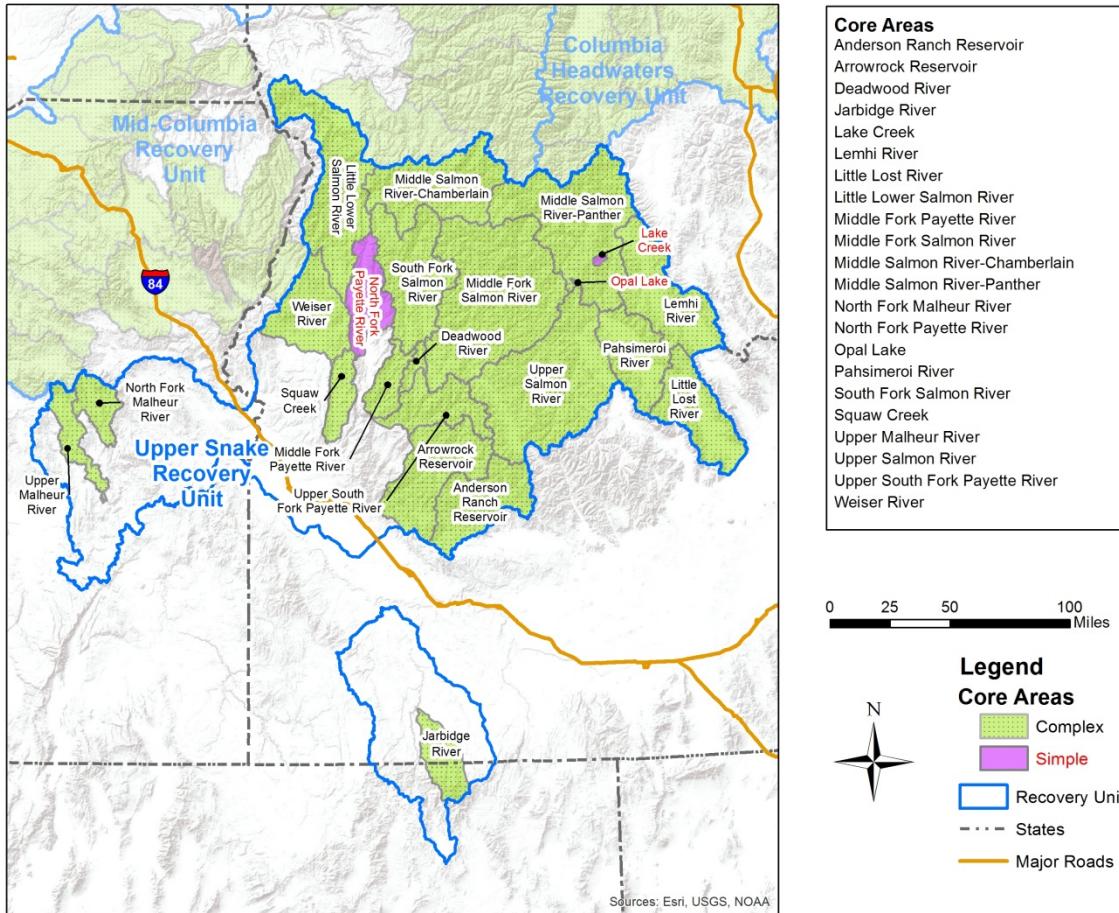 Mid-Columbia
Recovery
Unit
Columbia
Headwaters
Recovery Unit
84
Little Lower
Salmon River
Middle Salmon
River-Chamberlain
Middle Salmon
River-Panther
Lake
Creek
Opal Lake
North Fork
Payette River
South Fork
Salmon
River
Middle Fork
Salmon River
Lemhi
River
Weiser
River
Deadwood
River
Pahsimeroi
River
Upper
Salmon
River
Little
Lost
River
Squaw
Creek
North Fork
Malheur
River
Upper Snake
Recovery
Unit
Upper
Malheur
River
Middle Fork
Payette River
Arrowrock
Reservoir
Upper South
Fork Payette River
Anderson
Ranch
Reservoir
Jarbidge
River
Sources: Esri, USGS, NOAA
Core Areas
Anderson Ranch Reservoir
Arrowrock Reservoir
Deadwood River
Jarbidge River
Lake Creek
Lemhi River
Little Lost River
Little Lower Salmon River
Middle Fork Payette River
Middle Fork Salmon River
Middle Salmon River-Chamberlain
Middle Salmon River-Panther
North Fork Malheur River
North Fork Payette River
Opal Lake
Pahsimeroi River
South Fork Salmon River
Squaw Creek
Upper Malheur River
Upper Salmon River
Upper South Fork Payette River
Weiser River
0 25 50 100
Miles
Legend
Core Areas
N
Complex
Simple
Recovery Uni
States
Major Roads